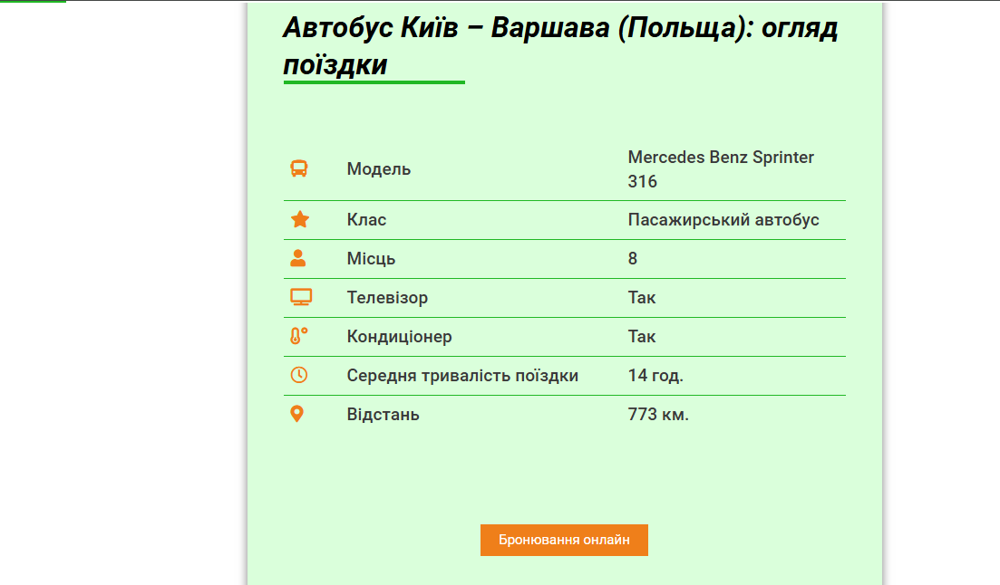 Автобус Київ – Варшава (Польща): огляд
поїздки
Модель
Mercedes Benz Sprinter
316
Клас
Пасажирський автобус
Місць
8
Телевізор
Так
Кондиціонер
Так
Середня тривалість поїздки
14 год.
Відстань
773 км.
Бронювання онлайн